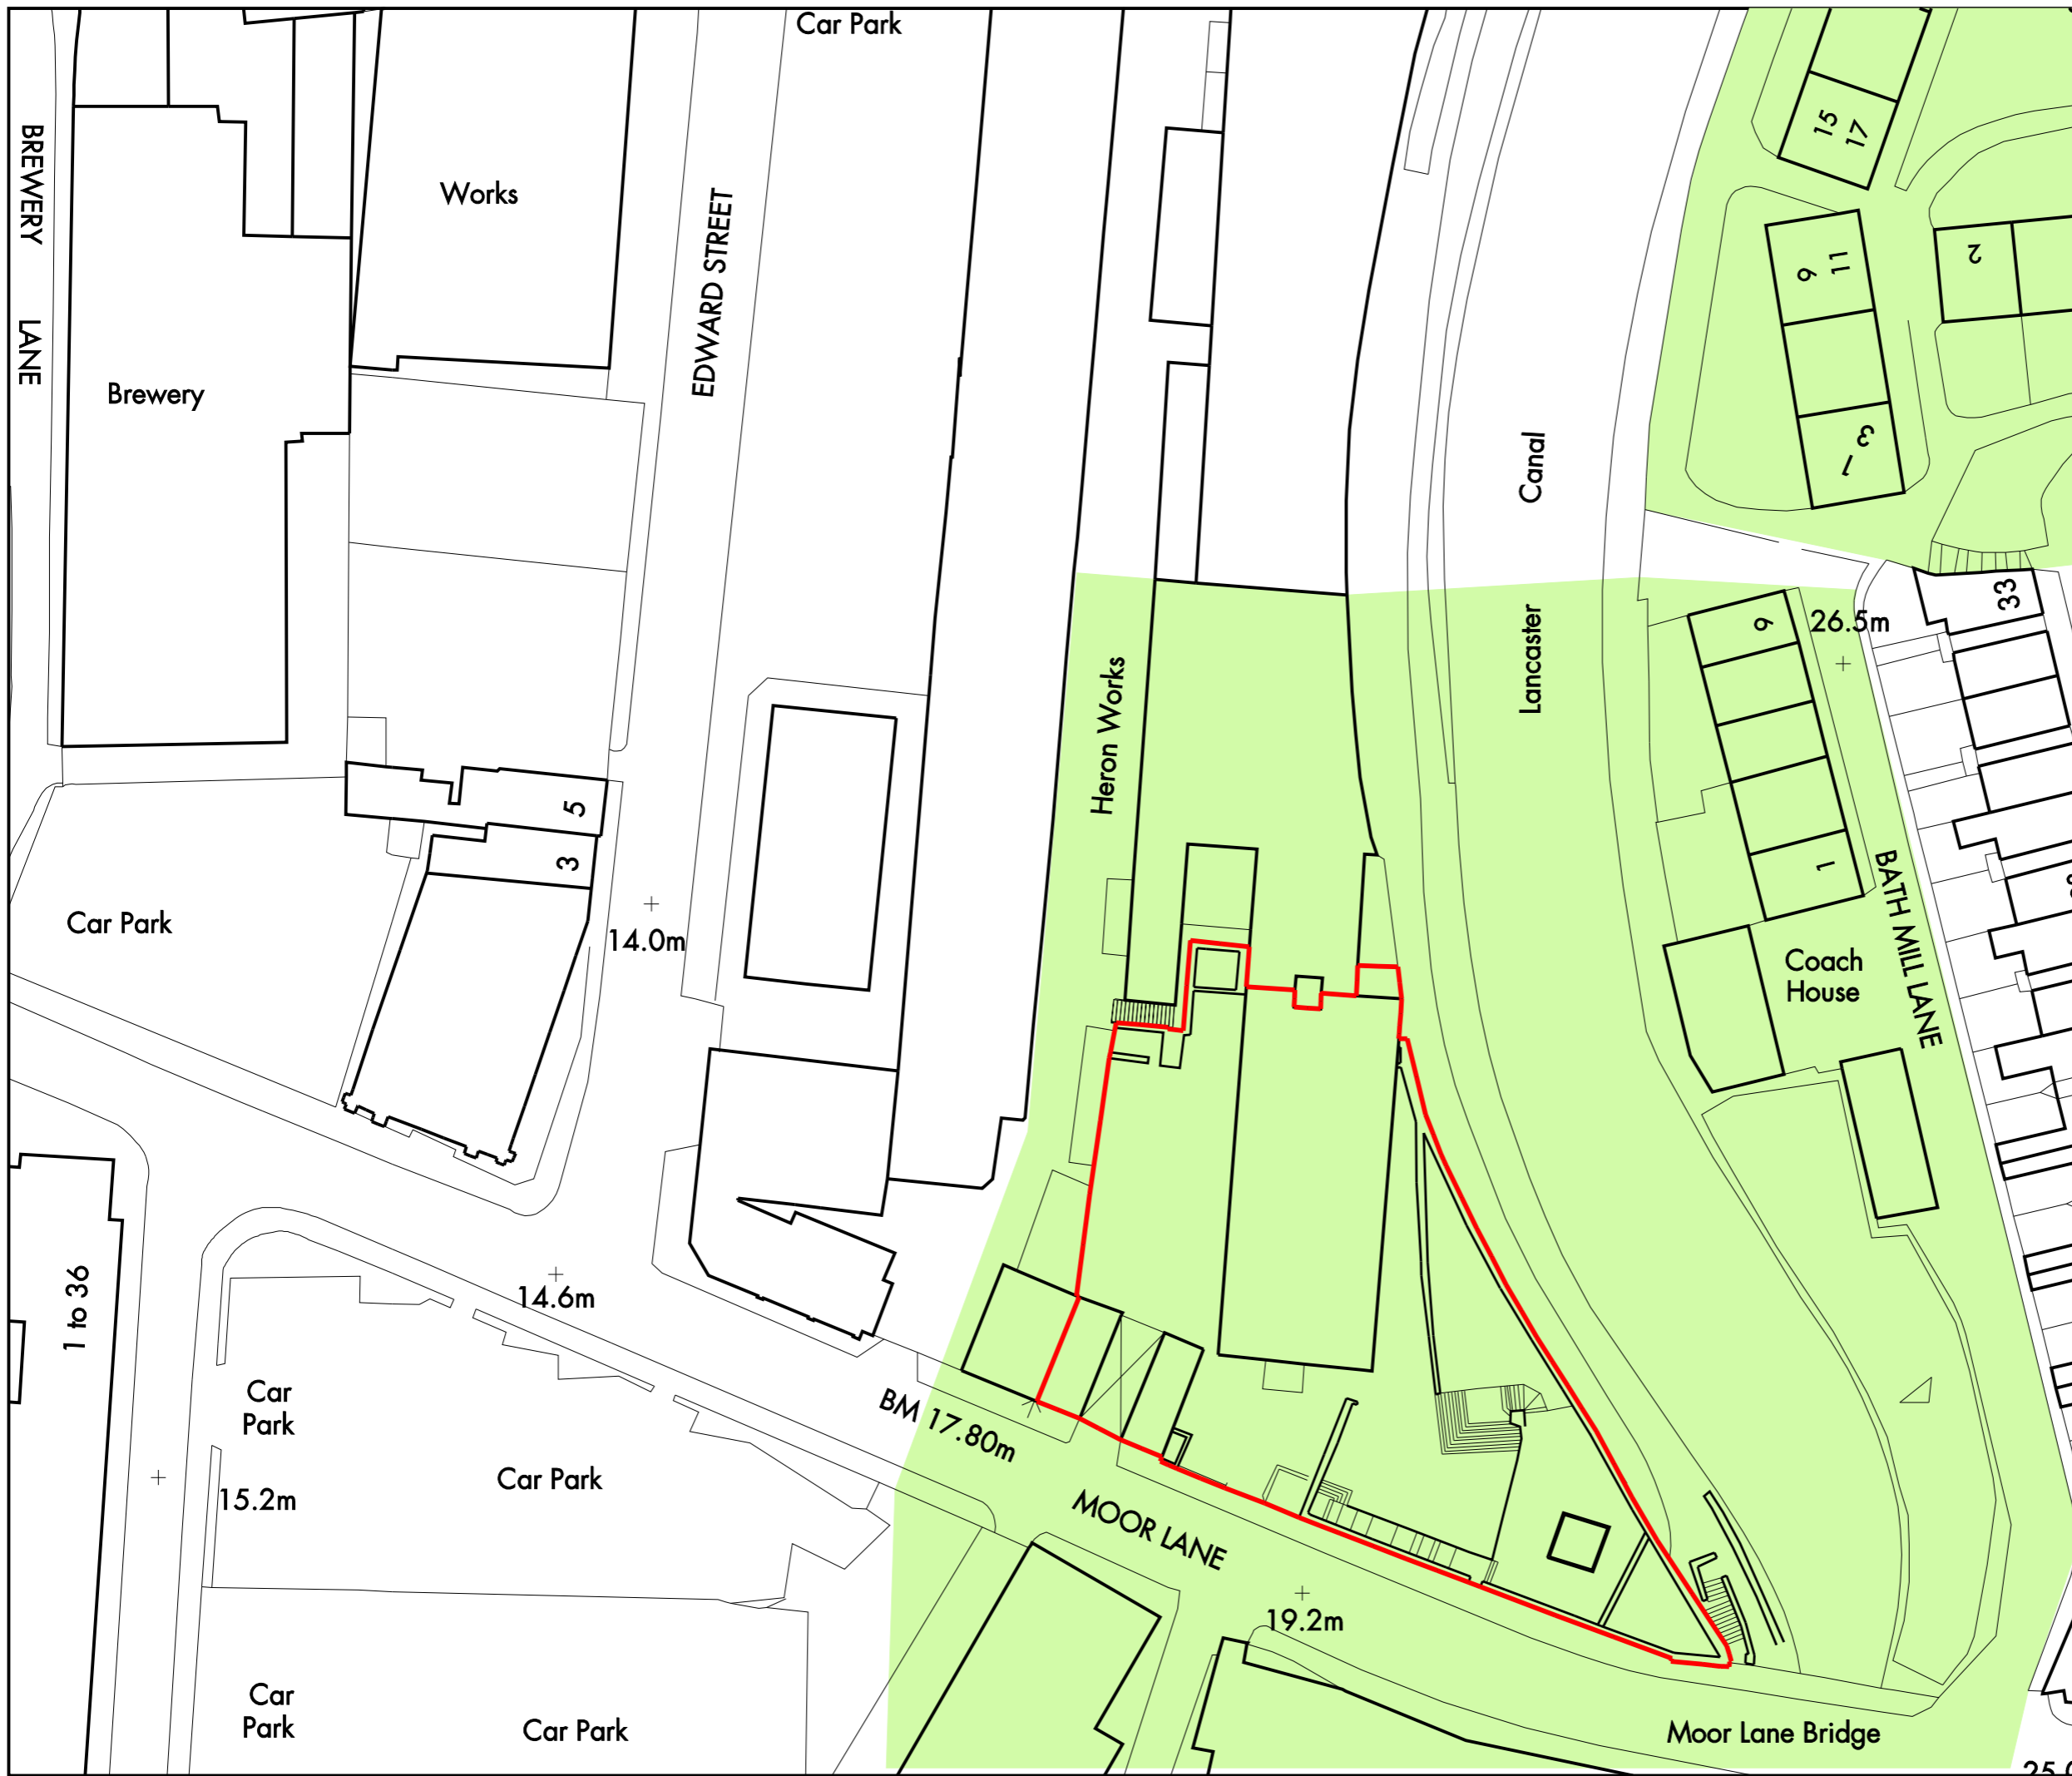 Car Park
BREWERY
LANE
Works
EDWARD STREET
Brewery
15
17
9
11
2
3
1
Canal
Lancaster
33
9
26.5m
Heron Works
5
3
1
BATH MILL LANE
Car Park
14.0m
Coach
House
1 to 36
14.6m
Car
Park
BM 17.80m
Car Park
15.2m
MOOR LANE
19.2m
Car
Park
Car Park
Moor Lane Bridge